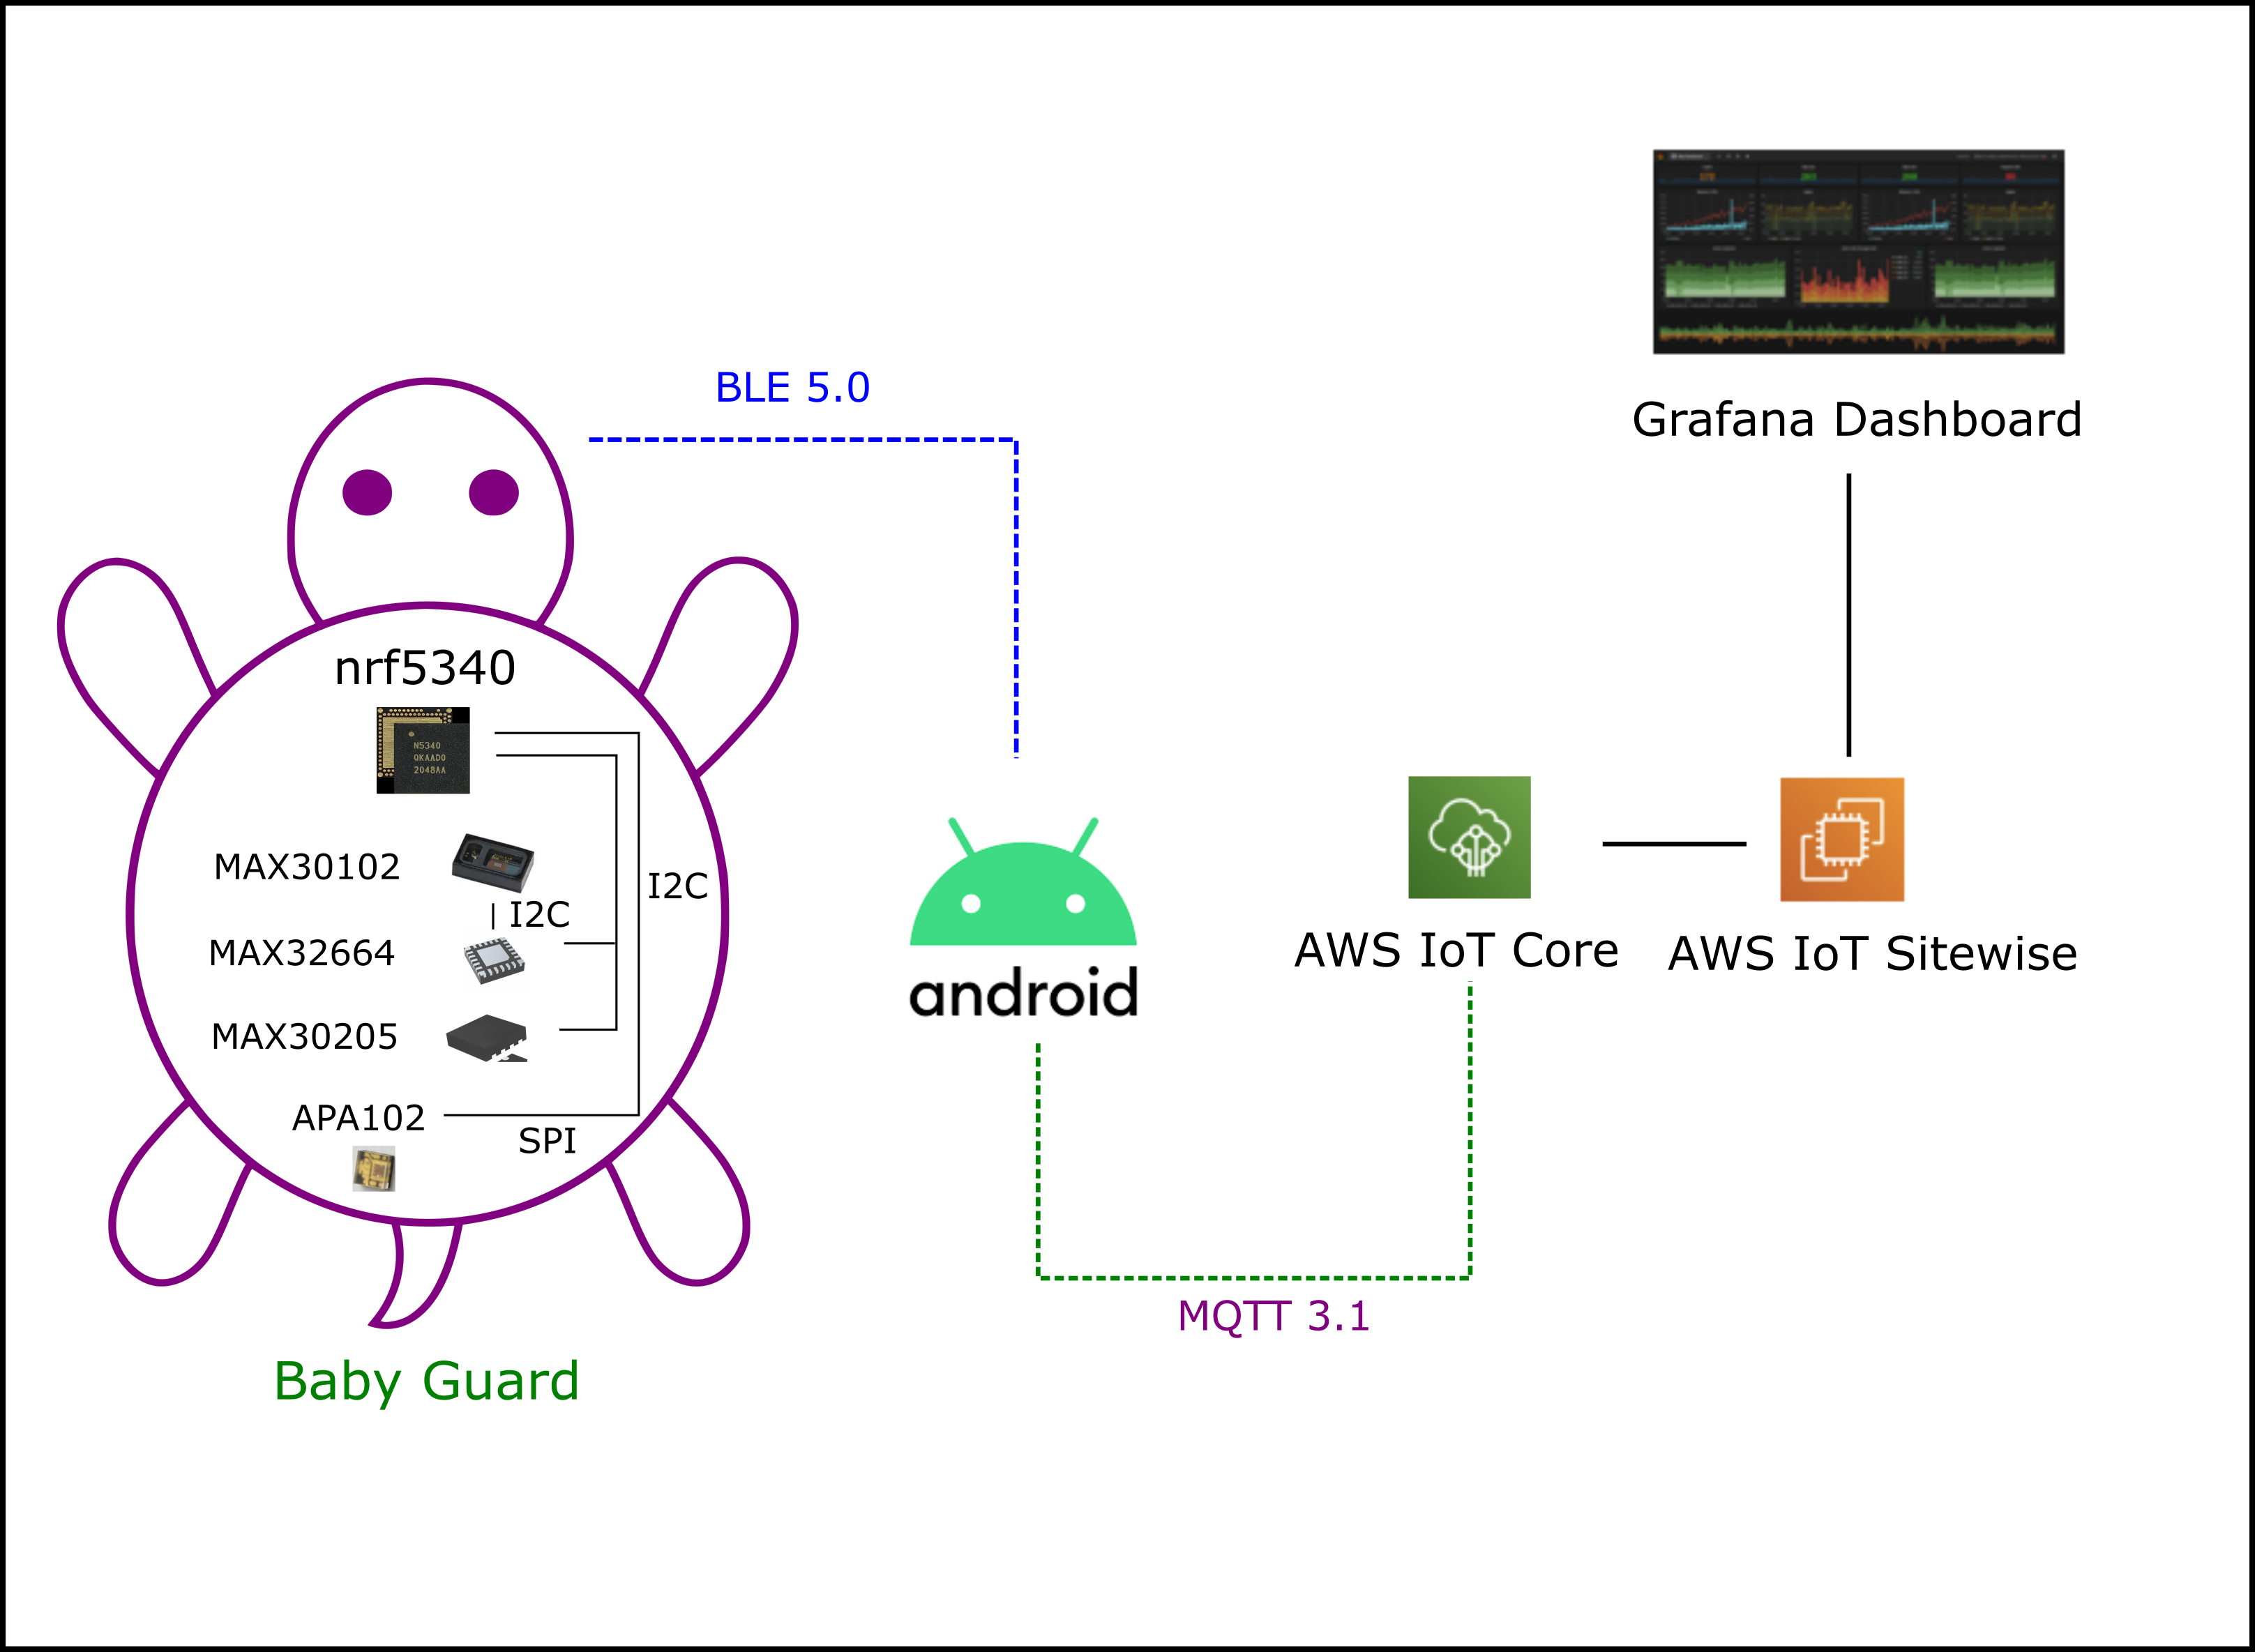 BLE 5.0
Grafana Dashboard
nrf5340
N5340
QKAAD0
2048AA
MAX30102
I2C
I2C
MAX32664
MAX30205
APA102
SPI
android
AWS IoT Core
AWS IoT Sitewise
MQTT 3.1
Baby Guard